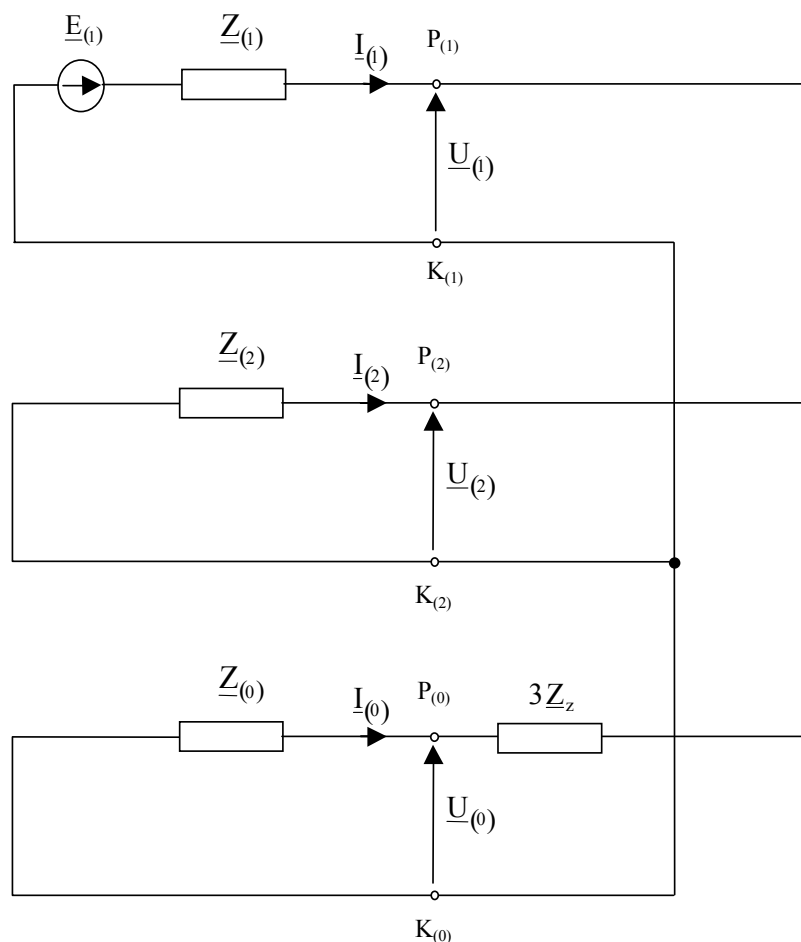 E(1) Z(1) I(1) P(1)
U(1)
K(1)
Z(2) I(2) P(2)
U(2)
K(2)
Z(0) I(0) P(0) 3Zz
U(0)
K(0)